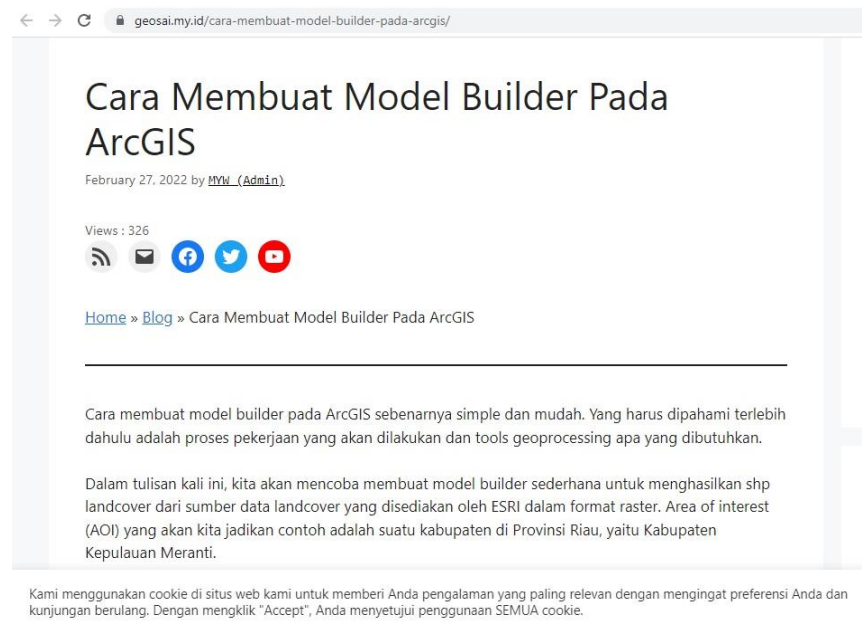 geosai.my.id/cara-membuat-model-builder-pada-arcgis/
Cara Membuat Model Builder Pada
ArcGIS
February 27, 2022 by MYW (Admin)
Views : 326
Home » Blog » Cara Membuat Model Builder Pada ArcGIS
Cara membuat model builder pada ArcGIS sebenarnya simple dan mudah. Yang harus dipahami terlebih
dahulu adalah proses pekerjaan yang akan dilakukan dan tools geoprocessing apa yang dibutuhkan.
Dalam tulisan kali ini, kita akan mencoba membuat model builder sederhana untuk menghasilkan shp
landcover dari sumber data landcover yang disediakan oleh ESRI dalam format raster. Area of interest
(AOI) yang akan kita jadikan contoh adalah suatu kabupaten di Provinsi Riau, yaitu Kabupaten
Kepulauan Meranti.
Kami menggunakan cookie di situs web kami untuk memberi Anda pengalaman yang paling relevan dengan mengingat preferensi Anda dan
kunjungan berulang. Dengan mengklik "Accept", Anda menyetujui penggunaan SEMUA cookie.